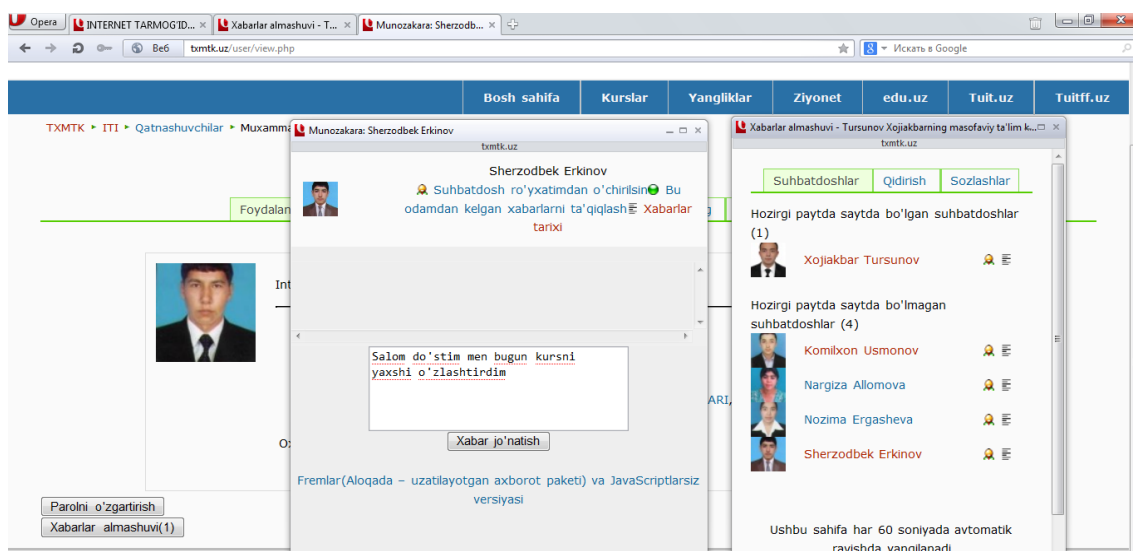 Opera
INTERNET TARMOG'ID...
Xabarlar almashuvi - T...
Munozakara: Sherzodb...
Веб
txmtk.uz/user/view.php
Искать в Google
Bosh sahifa Kurslar Yangliklar Ziyonet edu.uz Tuit.uz Tuitff.uz
TXMTK ► ITI ► Qatnashuvchilar ► Muxamma
Foydalan
Int
ARI,
Parolni o'zgartirish
Xabarlar almashuvi(1)
Munozakara: Sherzodbek Erkinov
txmtk.uz
Sherzodbek Erkinov
Suhbatdosh ro'yxatimdan o'chirilsin Bu
odamdan kelgan xabarlarni ta'qiqlash Xabarlar
tarixi
Salom do'stim men bugun kursni
yaxshi o'zlashtirdim
Xabar jo'natish
Fremlar(Aloqada – uzatilayotgan axborot paketi) va JavaScriptlarsiz
versiyasi
Xabarlar almashuvi - Tursunov Xojiakbarning masofaviy ta'lim k...
txmtk.uz
Suhbatdoshlar Qidirish Sozlashlar
Hozirgi paytda saytda bo'lgan suhbatdoshlar
(1)
Xojiakbar Tursunov
Hozirgi paytda saytda bo'lmagan
suhbatdoshlar (4)
Komilxon Usmonov
Nargiza Allomova
Nozima Ergasheva
Sherzodbek Erkinov
Ushbu sahifa har 60 soniyada avtomatik
ravishda yangilanadi